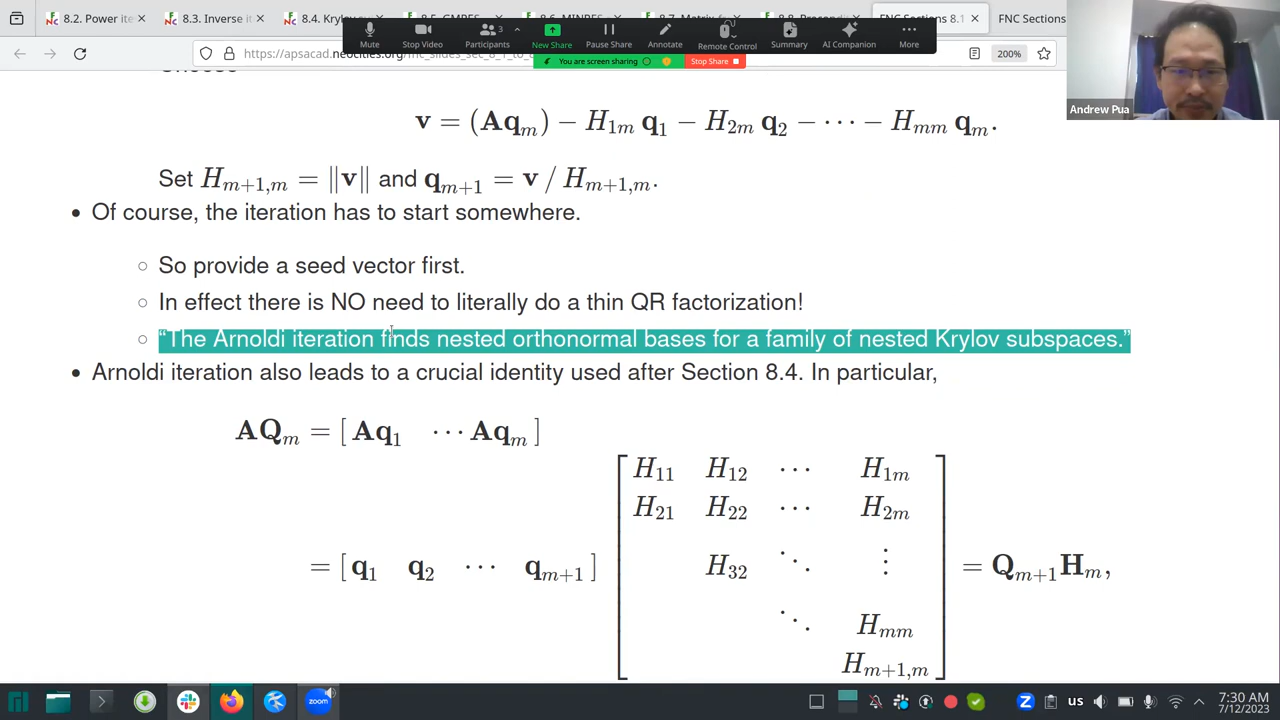 8.2. Power ite
8.3. Inverse it
8.4. Krylov
FNC Sections 8.1
FNC Sections
Mute
Stop Video
Participants 3
New Share
Pause Share
Annotate
Remote Control
Summary
AI Companion
More
You are screen sharing
Stop Share
https://apsacad.neocities.org/
200%
Andrew Pua
v = (Aq_m) − H_{1m} q_1 − H_{2m} q_2 − ⋯ − H_{mm} q_m.
Set H_{m+1,m} = ‖v‖ and q_{m+1} = v / H_{m+1,m}.
• Of course, the iteration has to start somewhere.
○ So provide a seed vector first.
○ In effect there is NO need to literally do a thin QR factorization!
○ “The Arnoldi iteration finds nested orthonormal bases for a family of nested Krylov subspaces.”
• Arnoldi iteration also leads to a crucial identity used after Section 8.4. In particular,
AQ_m = [ Aq_1 ⋯ Aq_m ]
H_{11} H_{12} ⋯ H_{1m}
H_{21} H_{22} ⋯ H_{2m}
= [ q_1 q_2 ⋯ q_{m+1} ] H_{32} ⋱ ⋮ = Q_{m+1} H_m,
⋱ H_{mm}
H_{m+1,m}
zoom
us
7:30 AM
7/12/2023